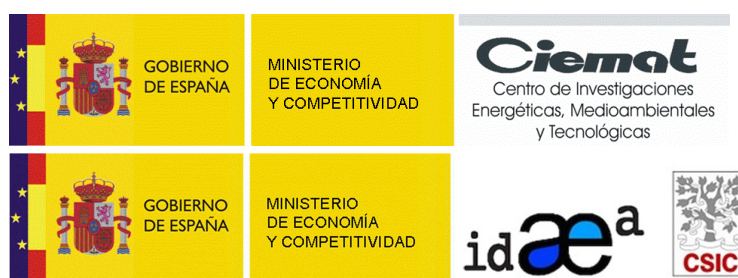 GOBIERNO
DE ESPAÑA
MINISTERIO
DE ECONOMÍA
Y COMPETITIVIDAD
Ciemat
Centro de Investigaciones
Energéticas, Medioambientales
y Tecnológicas
GOBIERNO
DE ESPAÑA
MINISTERIO
DE ECONOMÍA
Y COMPETITIVIDAD
idæa
CSIC